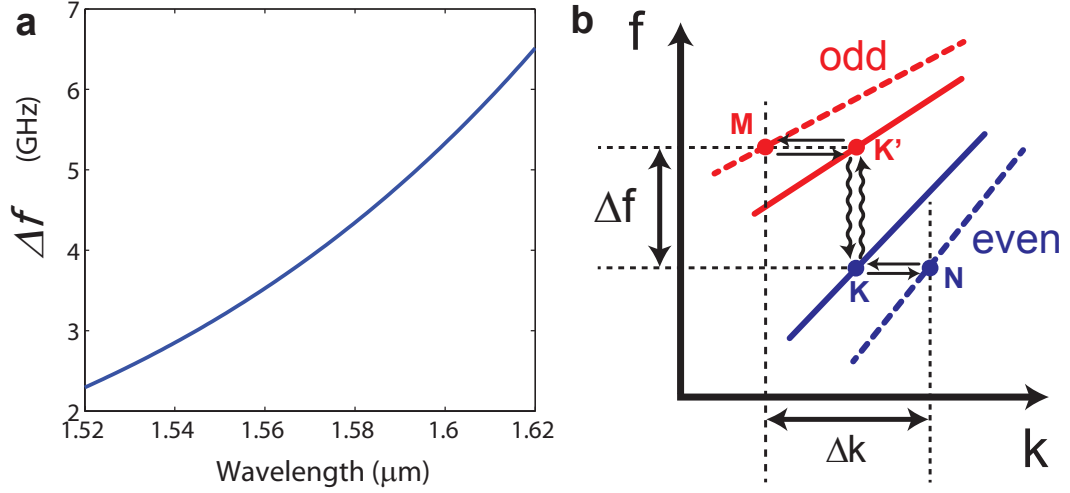 a
7
6
5
4
3
2
Δf (GHz)
1.52 1.54 1.56 1.58 1.6 1.62
Wavelength (μm)
b
f
odd
M
K’
Δf
even
K
N
Δk
k